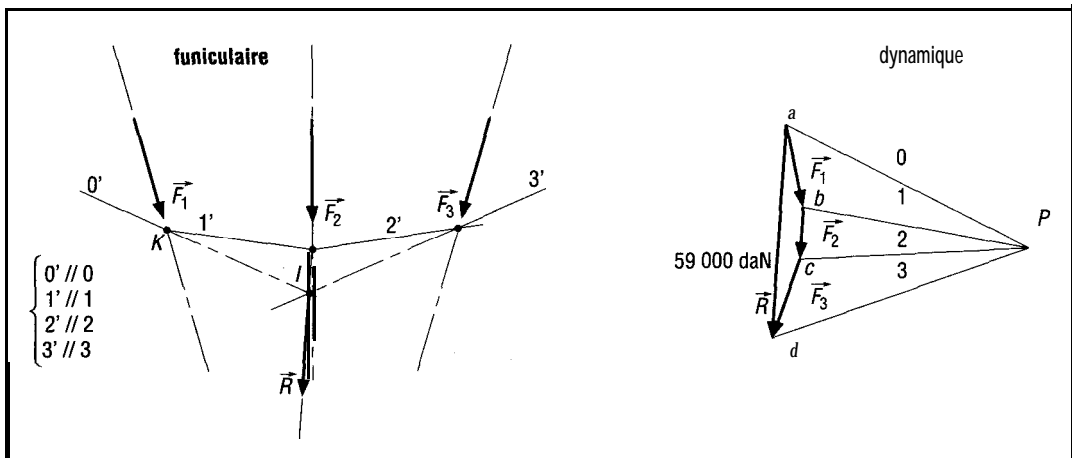 funiculaire
dynamique
a
0
1
0'
3'
F₁
F₁
F₂
F₃
b
P
1'
2'
K
F₂
2
I
59 000 daN
c
3
0' // 0
1' // 1
2' // 2
3' // 3
R
F₃
d
R